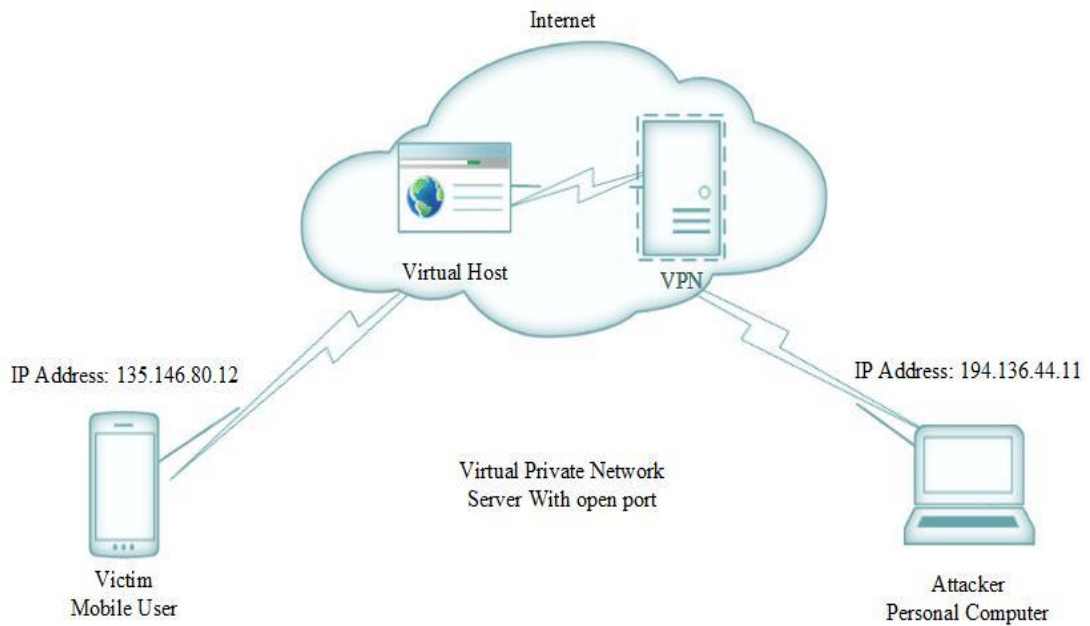 Internet
Virtual Host
VPN
IP Address: 135.146.80.12
IP Address: 194.136.44.11
Virtual Private Network
Server With open port
Victim
Mobile User
Attacker
Personal Computer